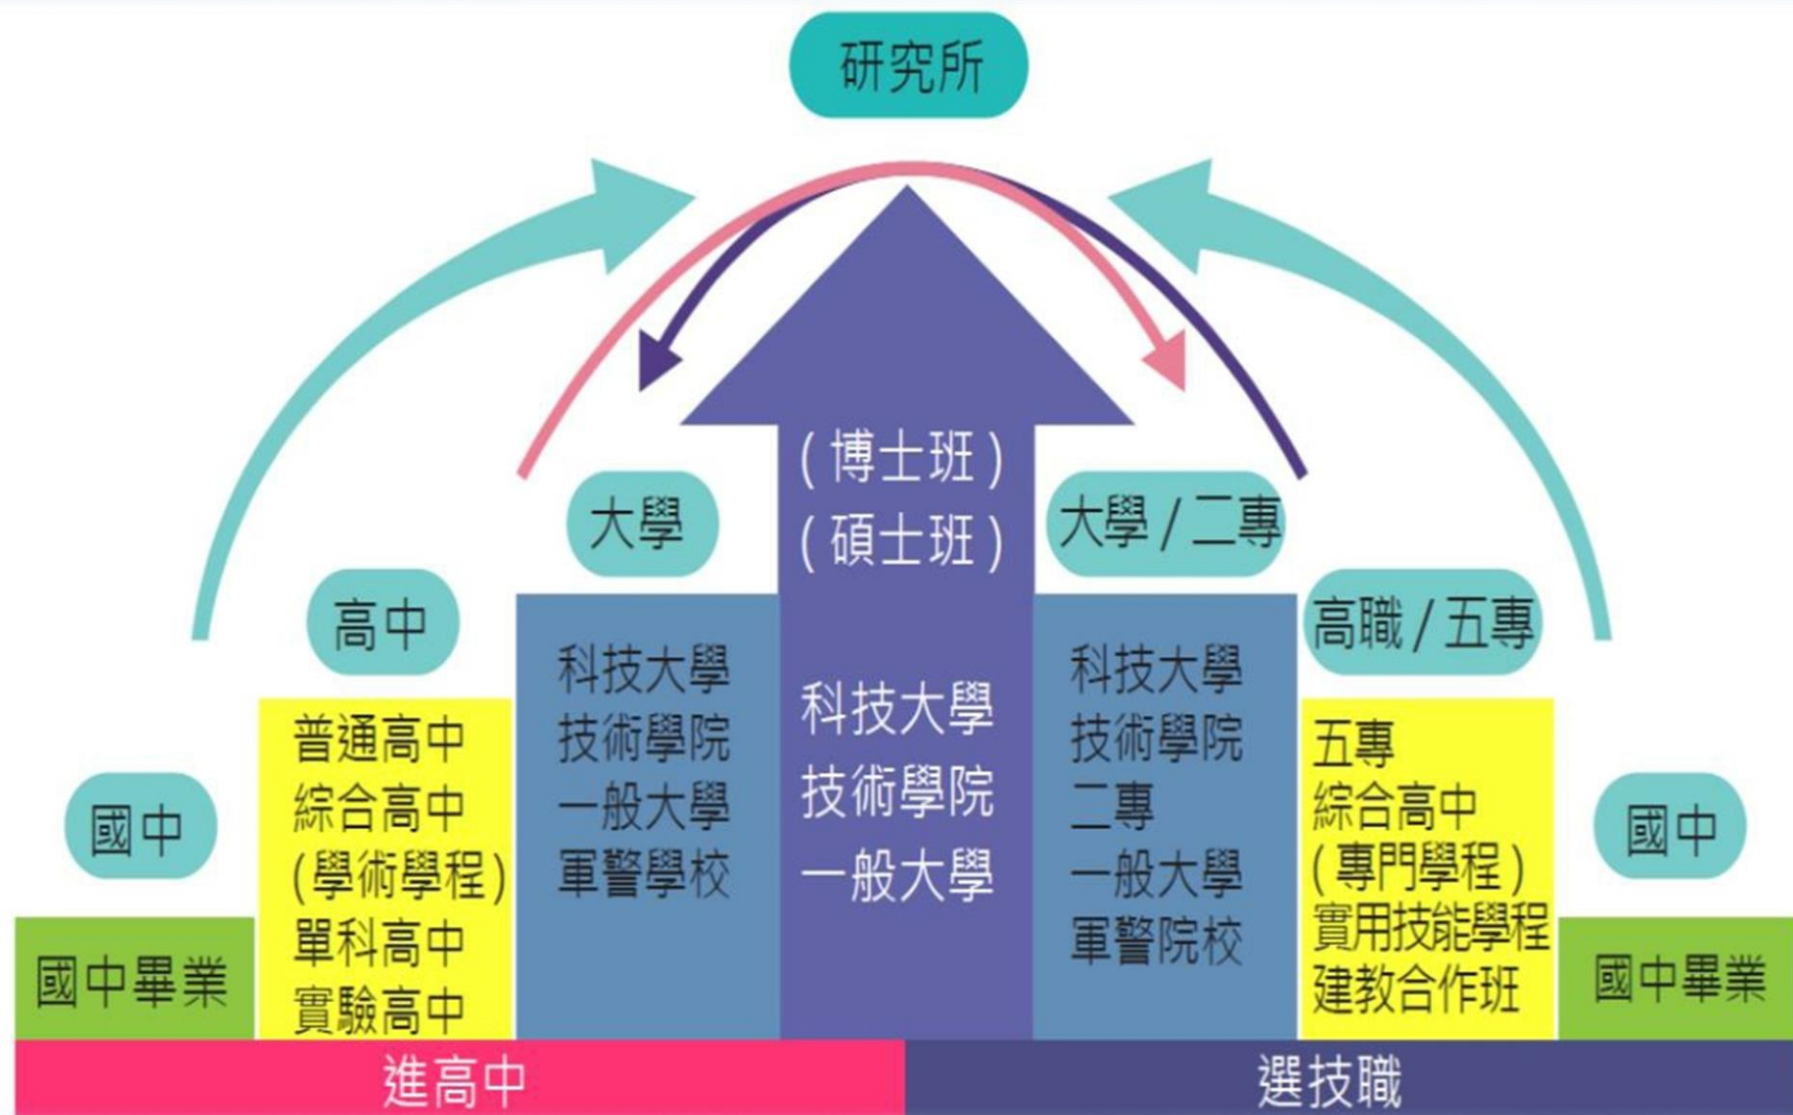 研究所
大學
(博士班)
(碩士班)
大學/二專
高中
高職/五專
國中
國中
普通高中
綜合高中
(學術學程)
單科高中
實驗高中
科技大學
技術學院
一般大學
軍警學校
科技大學
技術學院
一般大學
科技大學
技術學院
二專
一般大學
軍警院校
五專
綜合高中
(專門學程)
實用技能學程
建教合作班
國中畢業
國中畢業
進高中
選技職